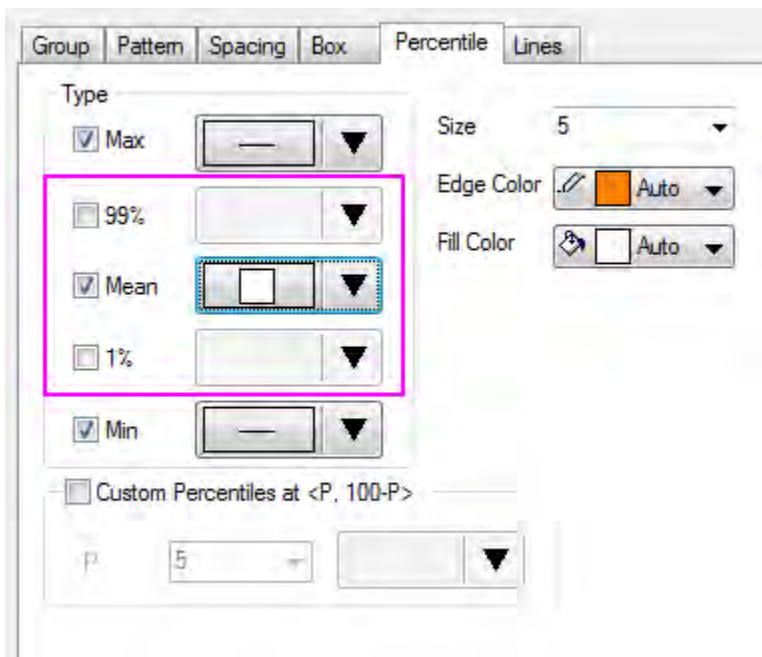 Group Pattern Spacing Box Percentile Lines
Type
Max
99%
Mean
1%
Min
Size 5
Edge Color Auto
Fill Color Auto
Custom Percentiles at <P, 100-P>
P 5